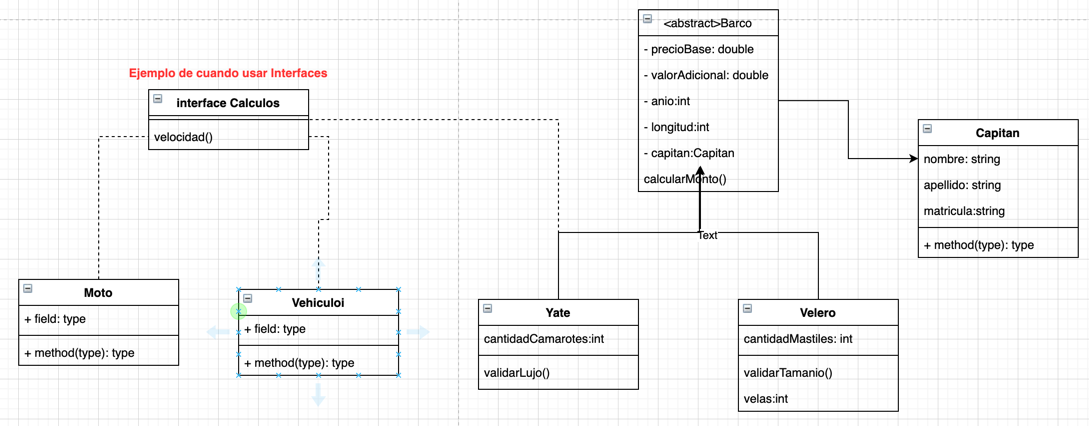 Ejemplo de cuando usar Interfaces
interface Calculos
velocidad()
Moto
+ field: type
+ method(type): type
Vehiculoi
+ field: type
+ method(type): type
<abstract>Barco
- precioBase: double
- valorAdicional: double
- anio:int
- longitud:int
- capitan:Capitan
calcularMonto()
Text
Capitan
nombre: string
apellido: string
matricula:string
+ method(type): type
Yate
cantidadCamarotes:int
validarLujo()
Velero
cantidadMastiles: int
validarTamanio()
velas:int